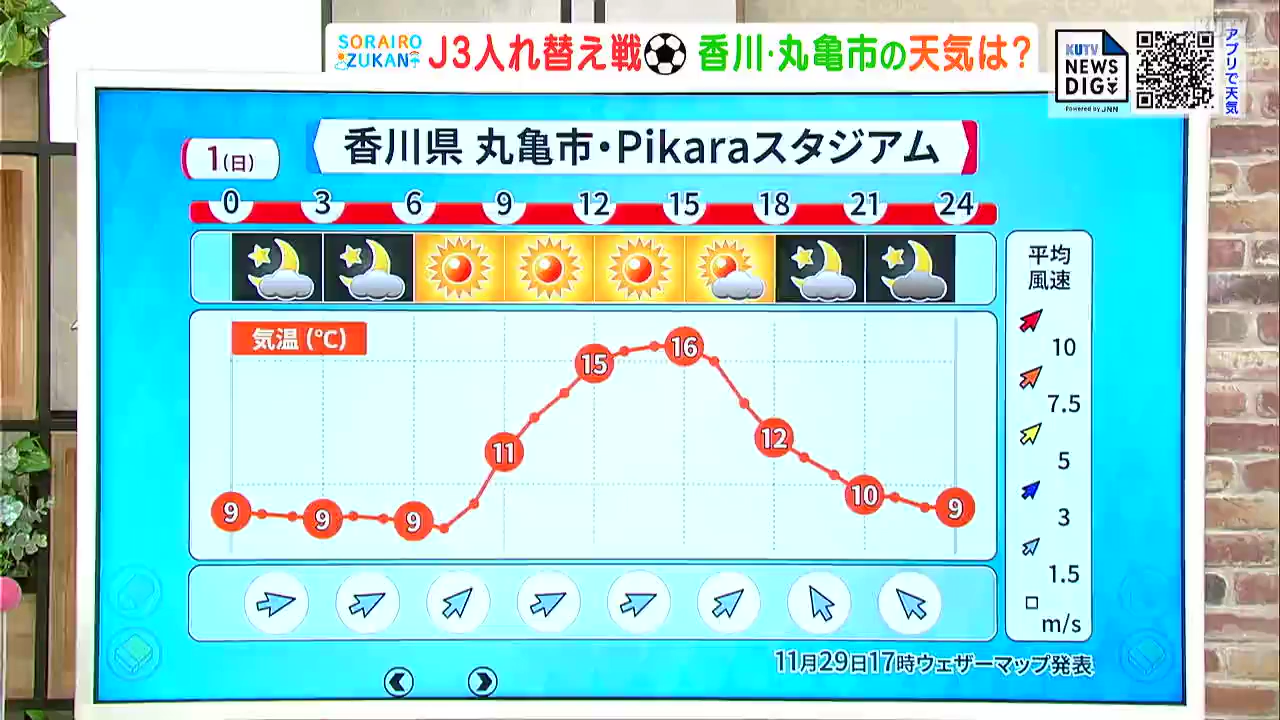 SORAIRO
ZUKAN
J3入れ替え戦 香川・丸亀市の天気は?
KUTV
NEWS
DIG
Powered by JNN
アプリで天気
1(日)
香川県 丸亀市・Pikaraスタジアム
0 3 6 9 12 15 18 21 24
気温(℃)
9 9 9 11 15 16 12 10 9
平均
風速
10
7.5
5
3
1.5
m/s
11月29日17時ウェザーマップ発表